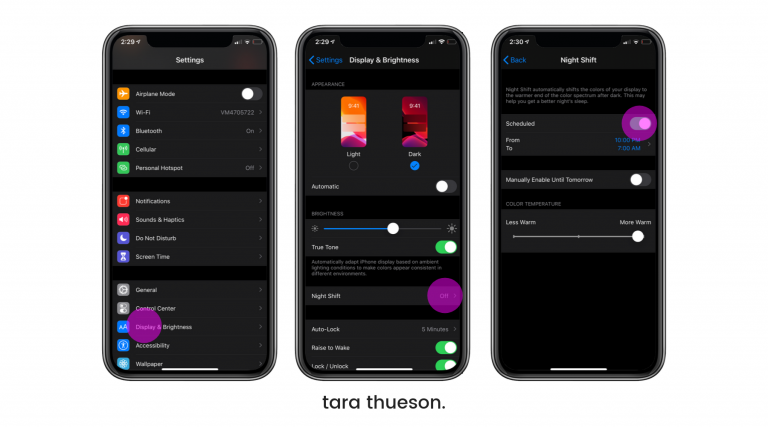 2:29
Settings
Airplane Mode
Wi-Fi VM4705722
Bluetooth On
Cellular
Personal Hotspot Off
Notifications
Sounds & Haptics
Do Not Disturb
Screen Time
General
Control Center
AA Display & Brightness
Accessibility
Wallpaper
2:29
Settings Display & Brightness
APPEARANCE
9:41 9:41
Light Dark
Automatic
BRIGHTNESS
True Tone
Automatically adapt iPhone display based on ambient
lighting conditions to make colors appear consistent in
different environments.
Night Shift Off
Auto-Lock 5 Minutes
Raise to Wake
Lock / Unlock
2:30
Back Night Shift
Night Shift automatically shifts the colors of your display to
the warmer end of the color spectrum after dark. This may
help you get a better night's sleep.
Scheduled
From 10:00 PM
To 7:00 AM
Manually Enable Until Tomorrow
COLOR TEMPERATURE
Less Warm More Warm
tara thueson.